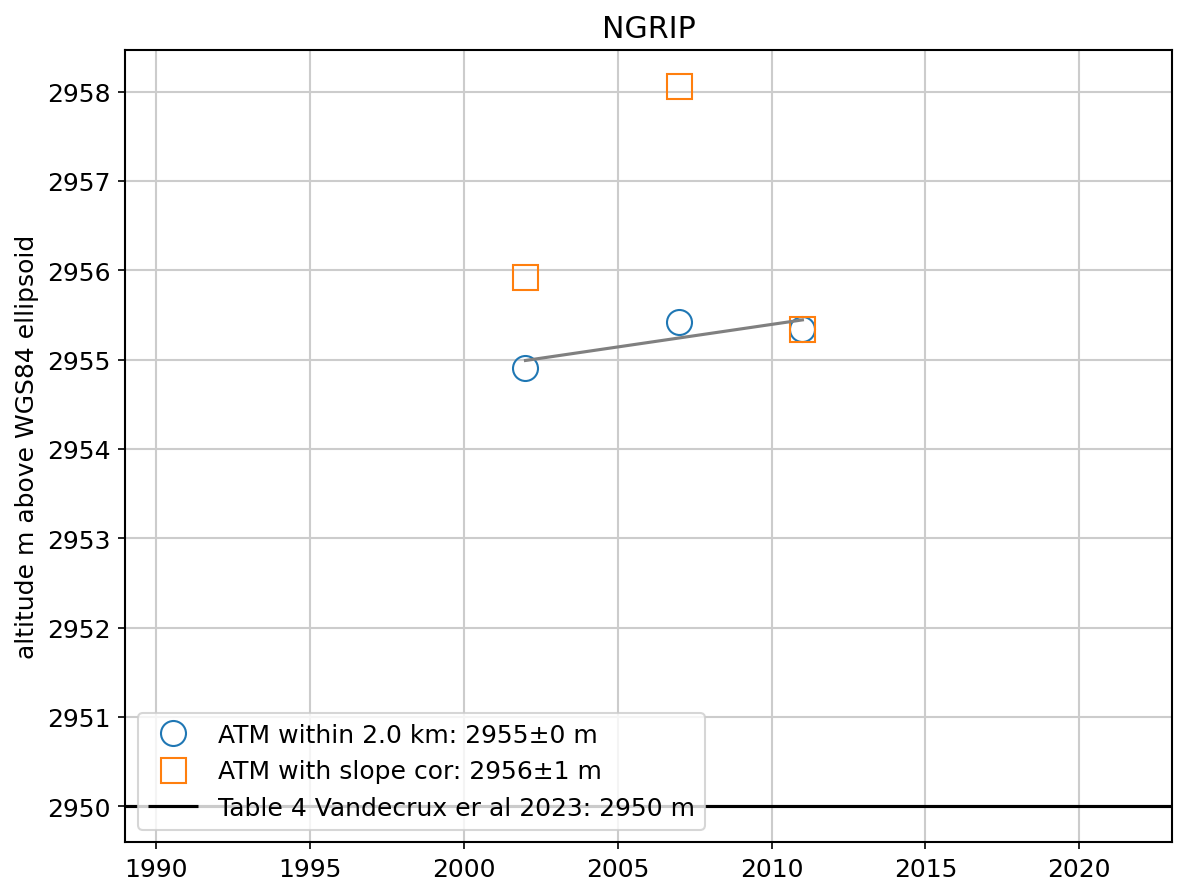 NGRIP
altitude m above WGS84 ellipsoid
2958
2957
2956
2955
2954
2953
2952
2951
2950
ATM within 2.0 km: 2955±0 m
ATM with slope cor: 2956±1 m
Table 4 Vandecrux er al 2023: 2950 m
1990 1995 2000 2005 2010 2015 2020